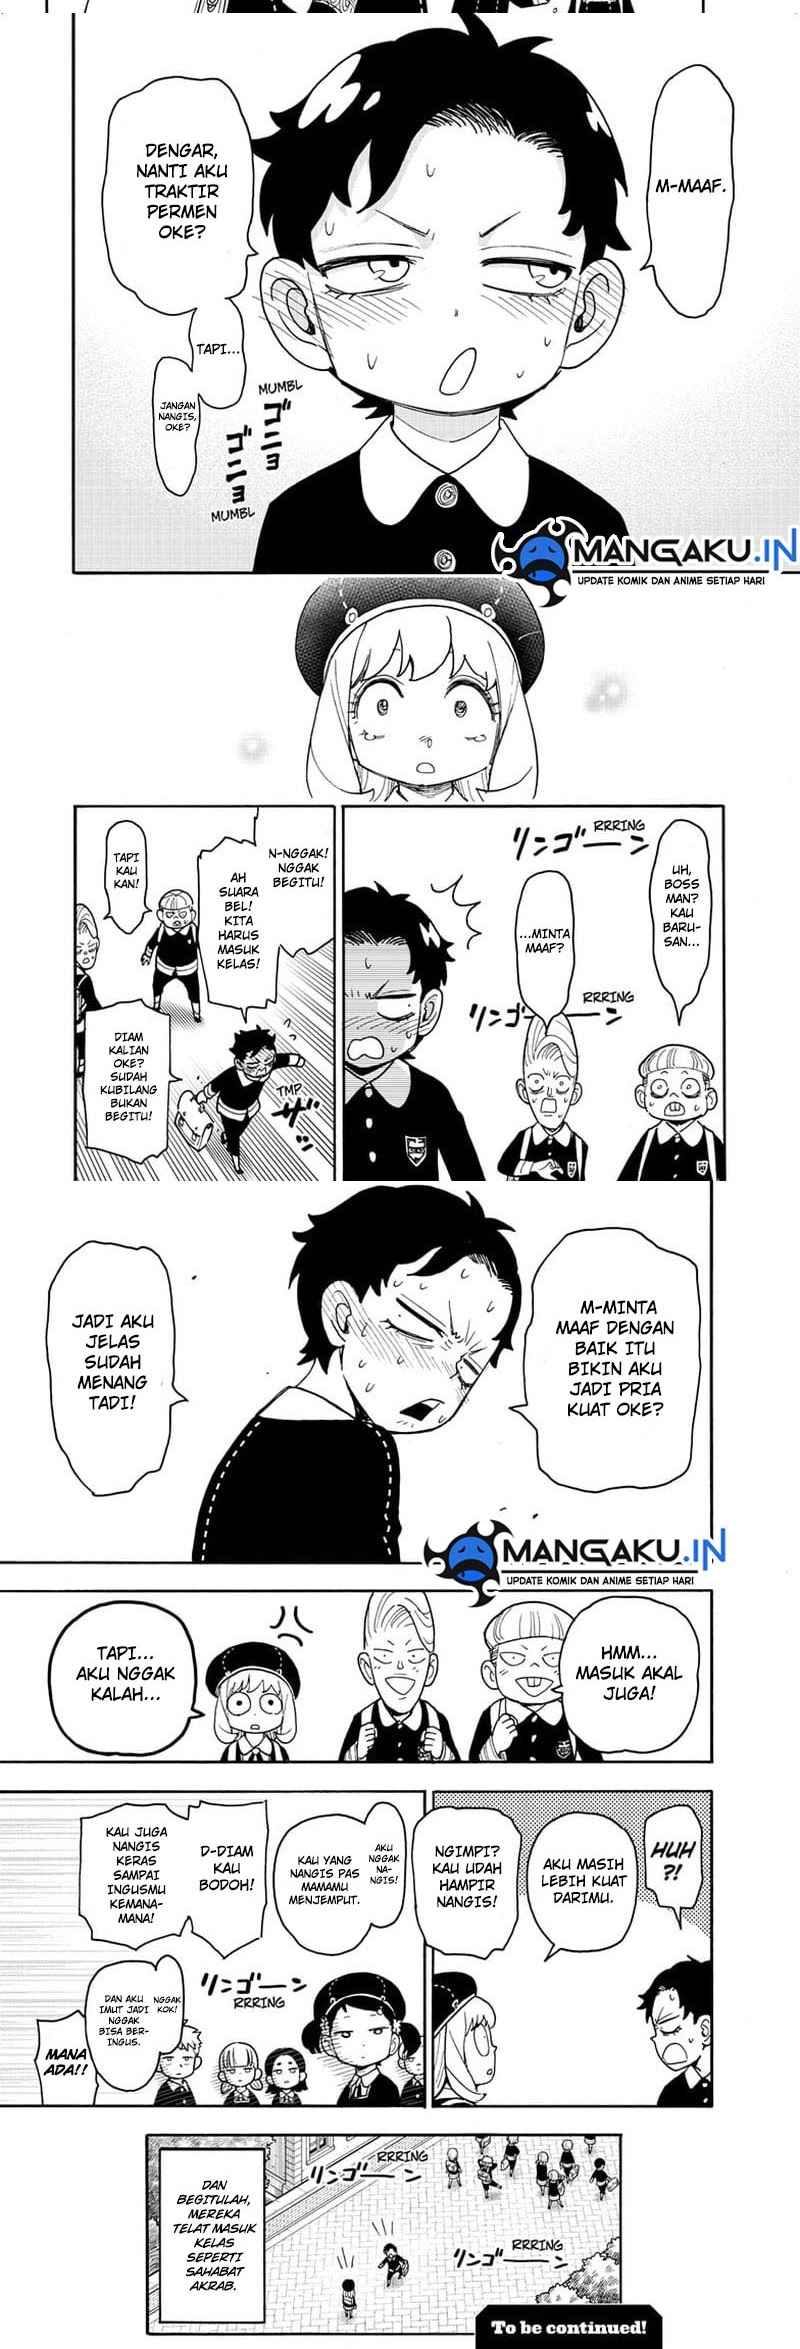 M-MAAF.
DENGAR,
NANTI AKU
TRAKTIR
PERMEN
OKE?
TAPI...
JANGAN
NANGIS,
OKE?
MUMBL
ゴニョ
ゴニョ
MUMBL
MANGAKU.IN
UPDATE KOMIK DAN ANIME SETIAP HARI
RRRING
リンゴーン
UH,
BOSS
MAN?
KAU
BARU-
SAN...
...MINTA
MAAF?
RRRING
リンゴーン
N-NGGAK!
NGGAK
BEGITU!
AH
SUARA
BEL!
KITA
HARUS
MASUK
KELAS!
TAPI
KAU
KAN!
DIAM
KALIAN
OKE?
SUDAH
KUBILANG
BUKAN
BEGITU!
TMP
M-MINTA
MAAF DENGAN
BAIK ITU
BIKIN AKU
JADI PRIA
KUAT OKE?
JADI AKU
JELAS
SUDAH
MENANG
TADI!
MANGAKU.IN
UPDATE KOMIK DAN ANIME SETIAP HARI
HMM...
MASUK AKAL
JUGA!
TAPI...
AKU NGGAK
KALAH...
HUH
?!
AKU MASIH
LEBIH KUAT
DARIMU.
NGIMPI?
KAU UDAH
HAMPIR
NANGIS!
AKU
NGGAK
NA-
NGIS!
KAU YANG
NANGIS PAS
MAMAMU
MENJEMPUT.
D-DIAM
KAU
BODOH!
KAU JUGA
NANGIS
KERAS
SAMPAI
INGUSMU
KEMANA-
MANA!
リンゴーン
RRRING
NGGAK
KOK!
DAN AKU
IMUT JADI
NGGAK
BISA BER-
INGUS.
MANA
ADA!!
RRRING
リンゴーン
DAN
BEGITULAH,
MEREKA
TELAT MASUK
KELAS
SEPERTI
SAHABAT
AKRAB.
RRRING
リンゴーン
To be continued!